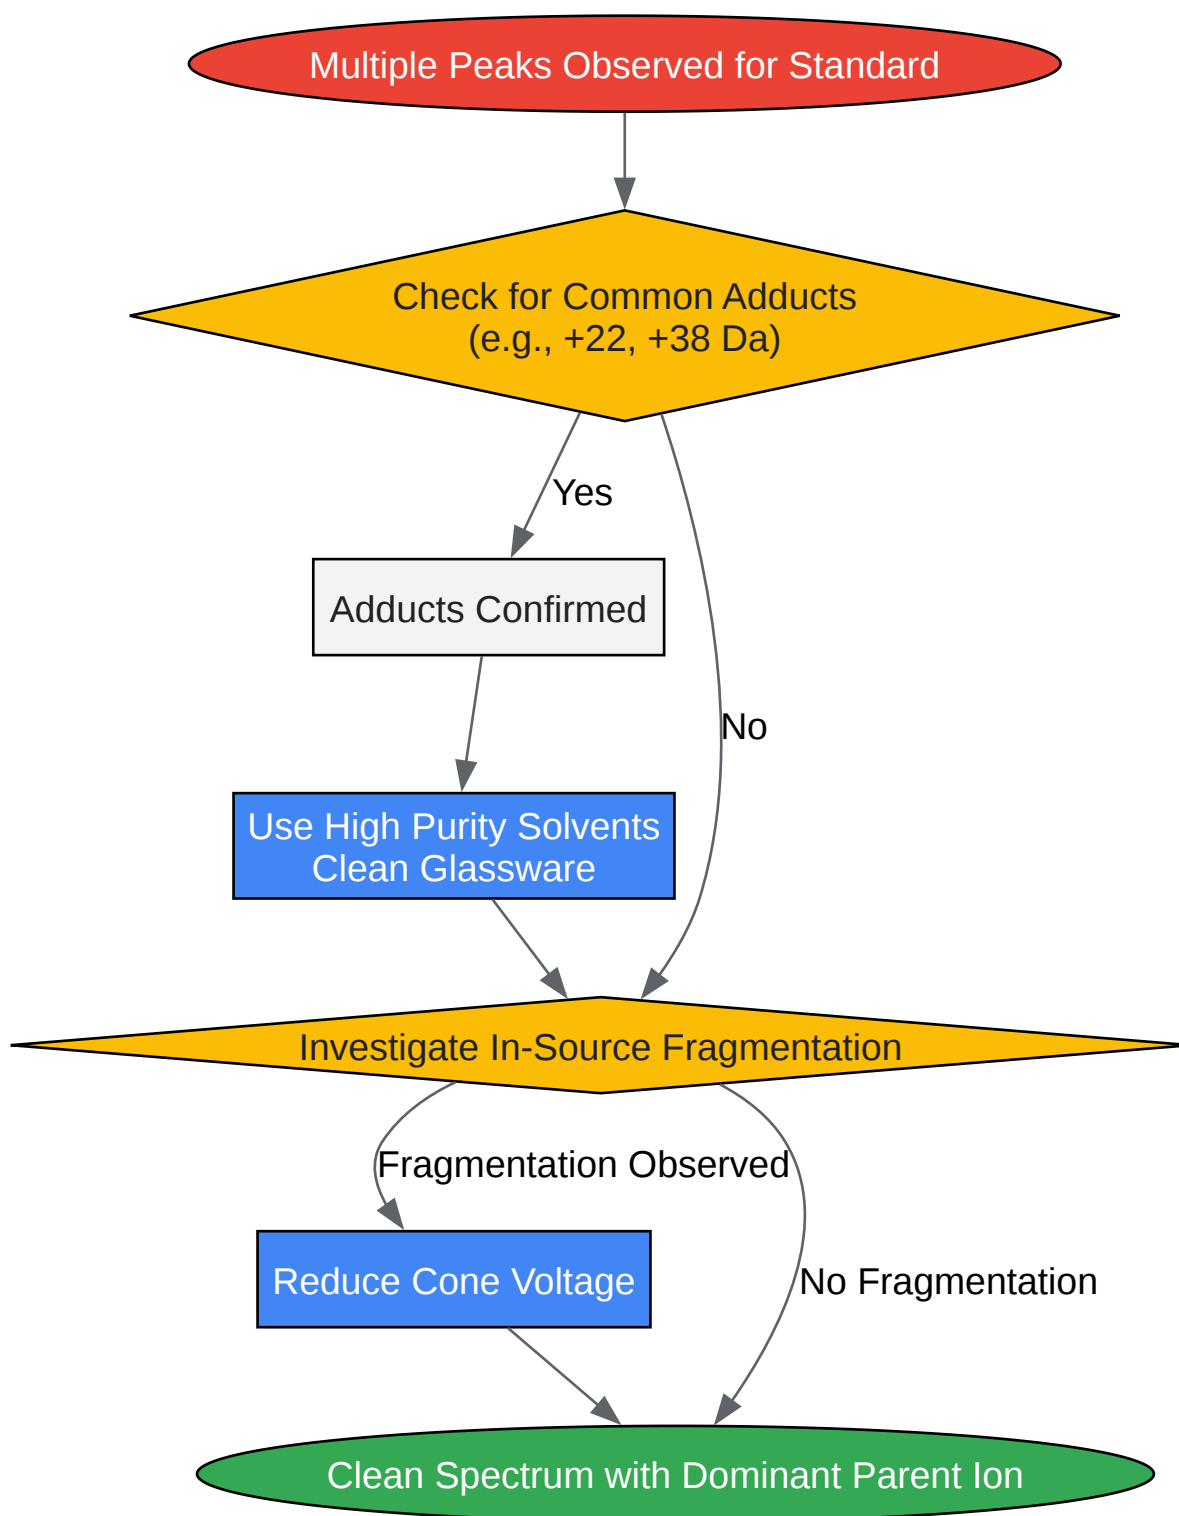 Multiple Peaks Observed for Standard
Check for Common Adducts
(e.g., +22, +38 Da)
Yes
Adducts Confirmed
No
Use High Purity Solvents
Clean Glassware
Investigate In-Source Fragmentation
Fragmentation Observed
Reduce Cone Voltage
No Fragmentation
Clean Spectrum with Dominant Parent Ion